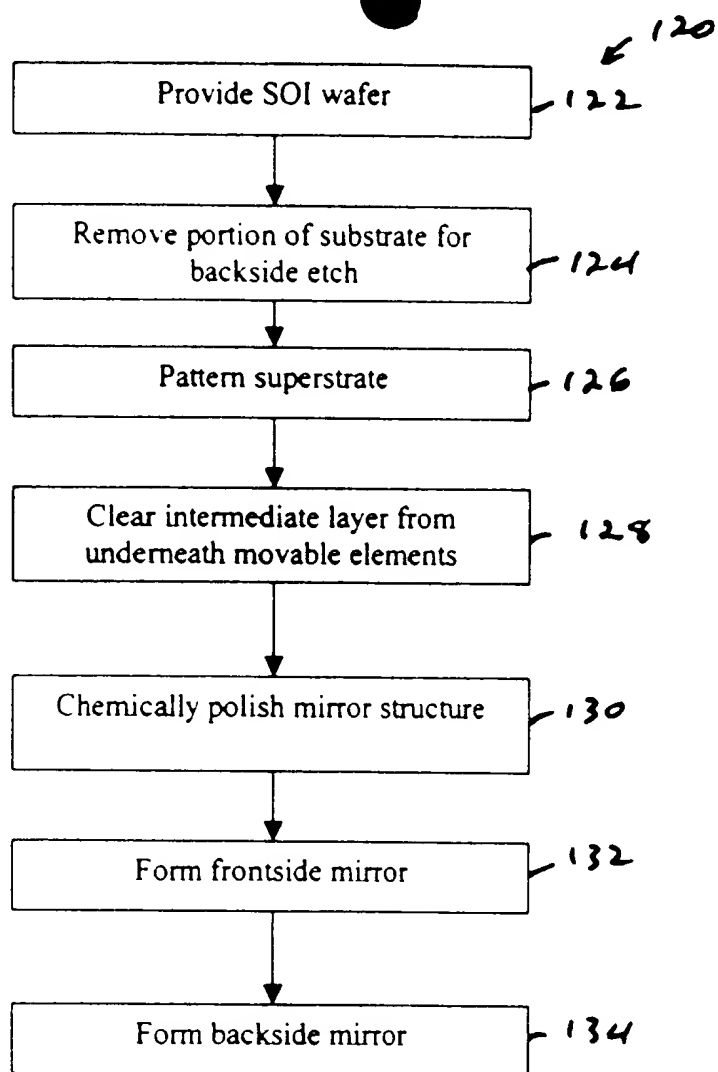 120
Provide SOI wafer
122
Remove portion of substrate for
backside etch
124
Pattern superstrate
126
Clear intermediate layer from
underneath movable elements
128
Chemically polish mirror structure
130
Form frontside mirror
132
Form backside mirror
134